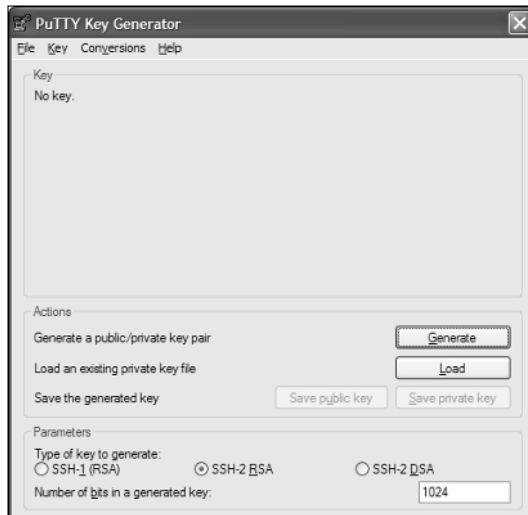 PuTTY Key Generator
File Key Conversions Help
Key
No key.
Actions
Generate a public/private key pair
Generate
Load an existing private key file
Load
Save the generated key
Save public key
Save private key
Parameters
Type of key to generate:
SSH-1 (RSA)
SSH-2 RSA
SSH-2 DSA
Number of bits in a generated key:
1024